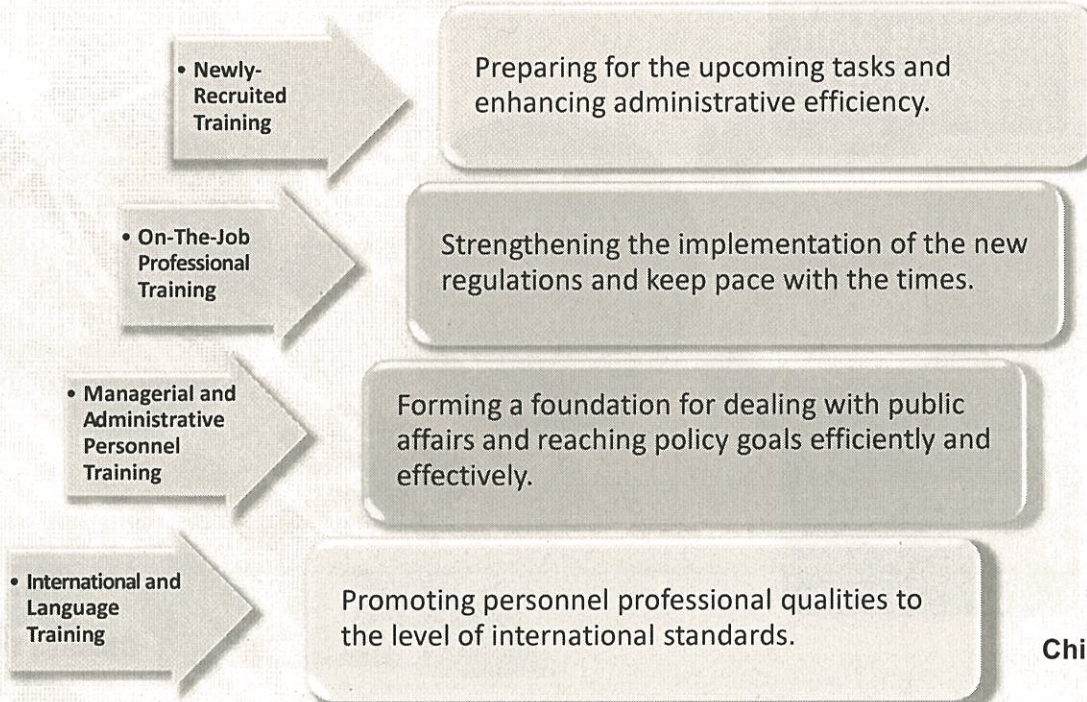 • Newly-
Recruited
Training
Preparing for the upcoming tasks and
enhancing administrative efficiency.
• On-The-Job
Professional
Training
Strengthening the implementation of the new
regulations and keep pace with the times.
• Managerial and
Administrative
Personnel
Training
Forming a foundation for dealing with public
affairs and reaching policy goals efficiently and
effectively.
• International and
Language
Training
Promoting personnel professional qualities to
the level of international standards.
Chi